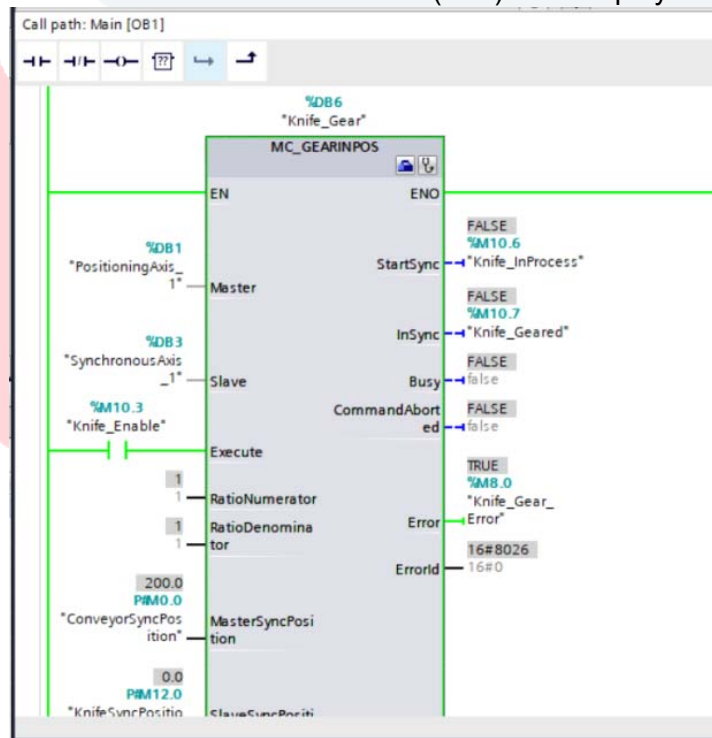 Call path: Main [OB1]
??
%DB6
"Knife_Gear"
MC_GEARINPOS
EN
ENO
%DB1
"PositioningAxis_
1"
Master
%DB3
"SynchronousAxis
_1"
Slave
%M10.3
"Knife_Enable"
Execute
1
1
RatioNumerator
1
1
RatioDenomina
tor
200.0
P#M0.0
"ConveyorSyncPos
ition"
MasterSyncPosi
tion
0.0
P#M12.0
"KnifeSyncPositio
SlaveSyncPositi
FALSE
%M10.6
StartSync
"Knife_InProcess"
FALSE
%M10.7
InSync
"Knife_Geared"
FALSE
Busy
false
FALSE
CommandAbort
ed
false
TRUE
%M8.0
"Knife_Gear_
Error
Error"
16#8026
ErrorId
16#0